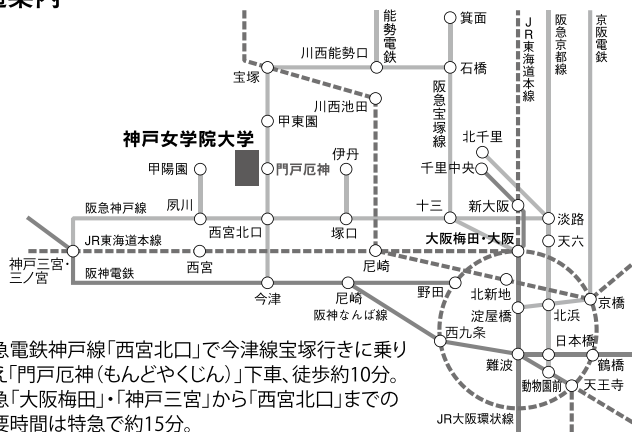 案内
能勢電鉄
箕面
JR東海道本線
阪急京都線
京阪電鉄
川西能勢口
宝塚
石橋
川西池田
阪急宝塚線
甲東園
神戸女学院大学
北千里
甲陽園
門戸厄神
伊丹
千里中央
阪急神戸線
夙川
西宮北口
塚口
十三
新大阪
淡路
JR東海道本線
大阪梅田・大阪
天六
神戸三宮・
三ノ宮
西宮
尼崎
阪神電鉄
今津
尼崎
野田
北新地
京橋
阪神なんば線
淀屋橋
北浜
西九条
日本橋
難波
鶴橋
動物園前
天王寺
JR大阪環状線
急電鉄神戸線「西宮北口」で今津線宝塚行きに乗り
え「門戸厄神（もんどやくじん）」下車、徒歩約10分。
急「大阪梅田」・「神戸三宮」から「西宮北口」までの
要時間は特急で約15分。